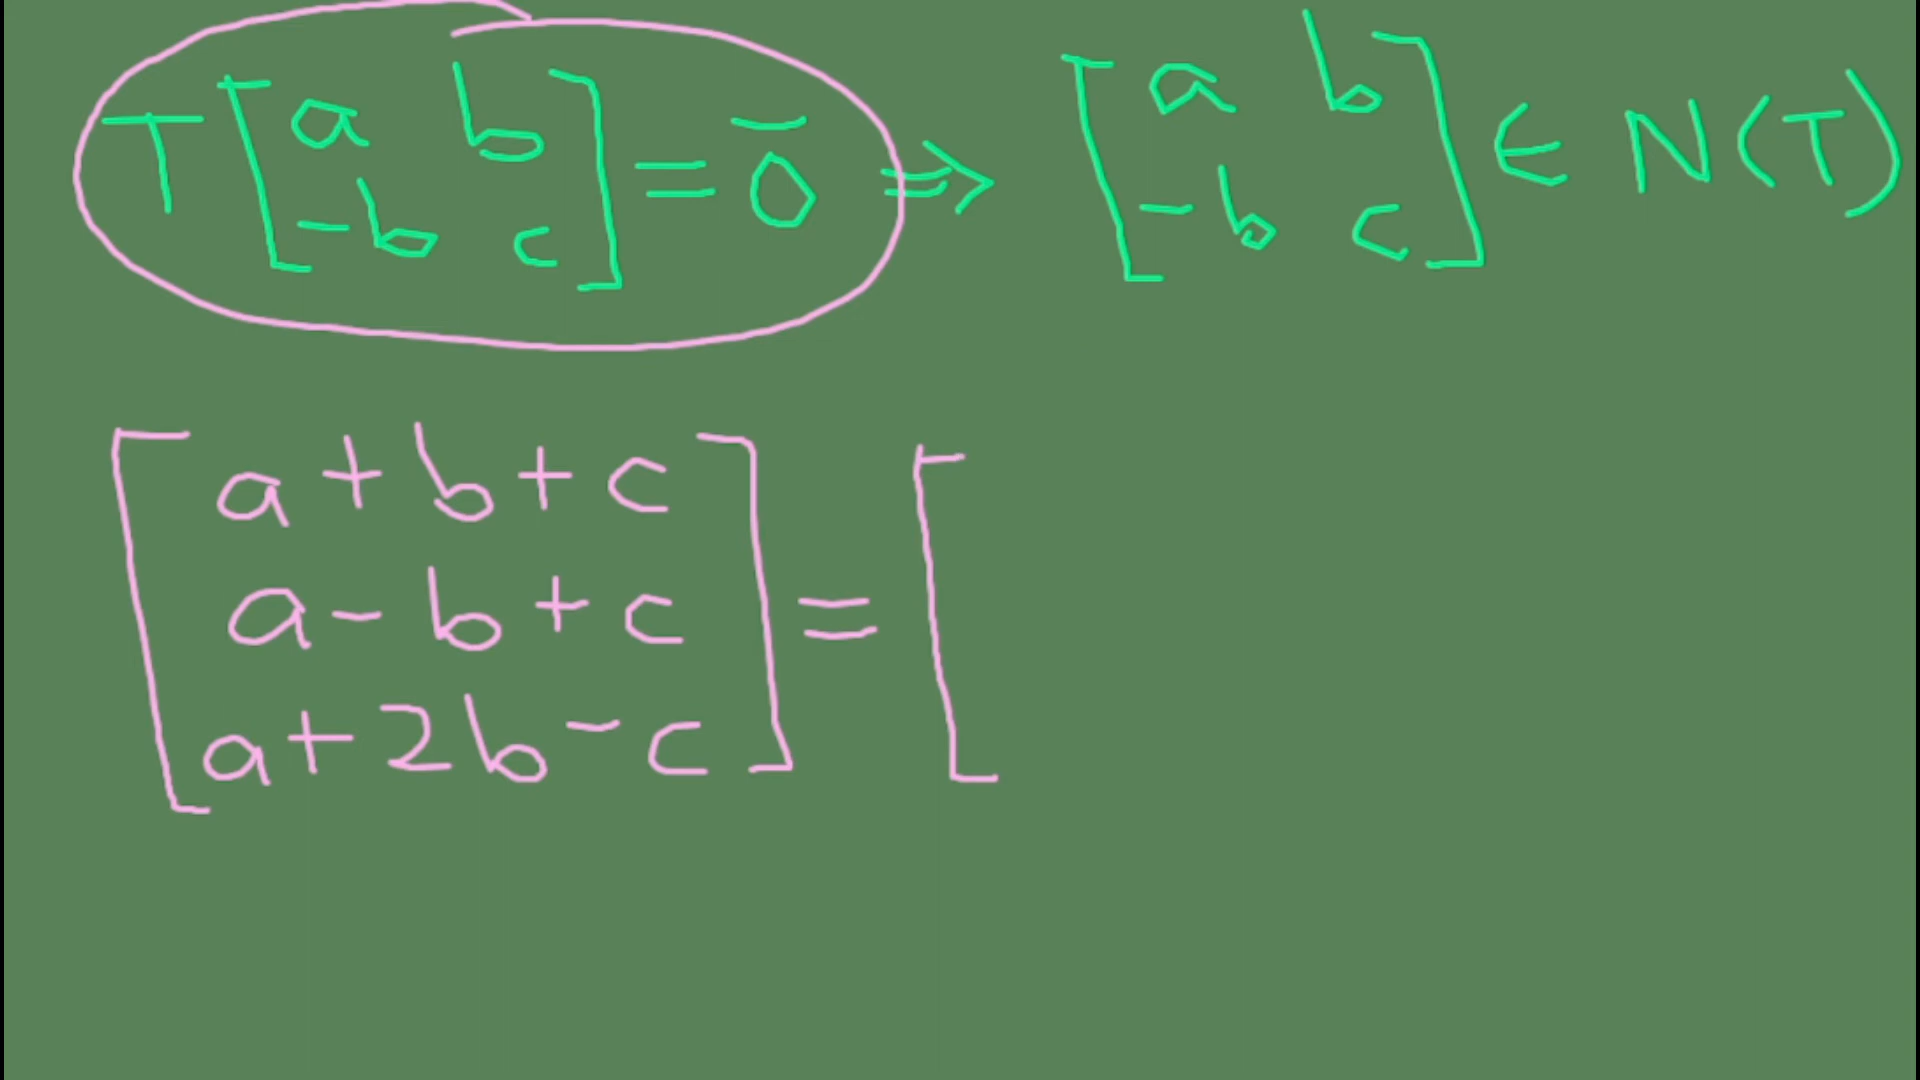 T [a b = 0̄ ⇒ [a b ∈ N(T)
-b c] -b c]
[a + b + c
a - b + c = [
a + 2b - c]